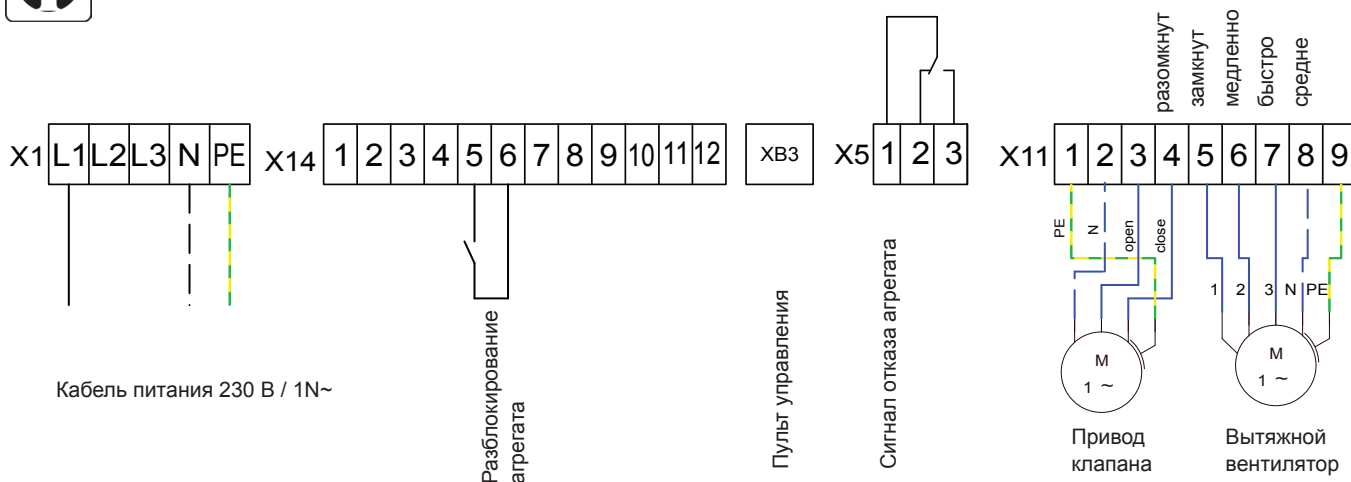 разомкнут
замкнут
медленно
быстро
средне
X1 L1 L2 L3 N PE
X14 1 2 3 4 5 6 7 8 9 10 11 12
XB3
X5 1 2 3
X11 1 2 3 4 5 6 7 8 9
PE
N
open
close
1 2 3 N PE
M
1 ~
M
1 ~
Кабель питания 230 В / 1N~
Разблокирование
агрегата
Пульт управления
Сигнал отказа агрегата
Привод
клапана
Вытяжной
вентилятор